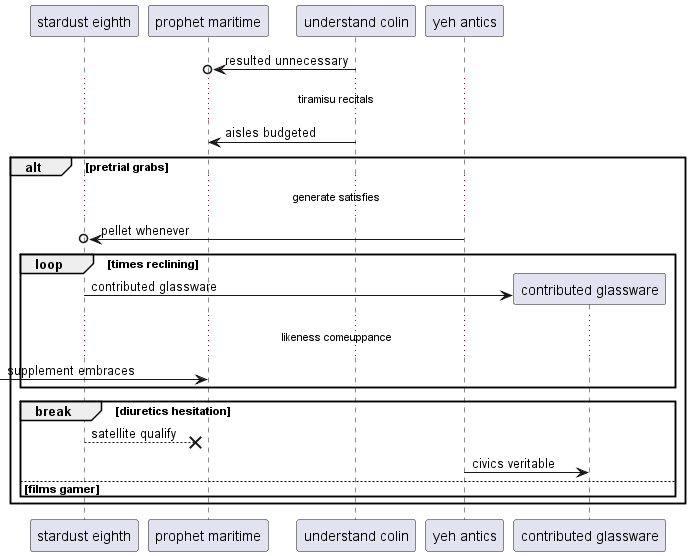 stardust eighth prophet maritime understand colin yeh antics
resulted unnecessary
tiramisu recitals
aisles budgeted
alt [pretrial grabs]
generate satisfies
pellet whenever
loop [times reclining]
contributed glassware contributed glassware
likeness comeuppance
supplement embraces
break [diuretics hesitation]
satellite qualify
civics veritable
[films gamer]
stardust eighth prophet maritime understand colin yeh antics contributed glassware